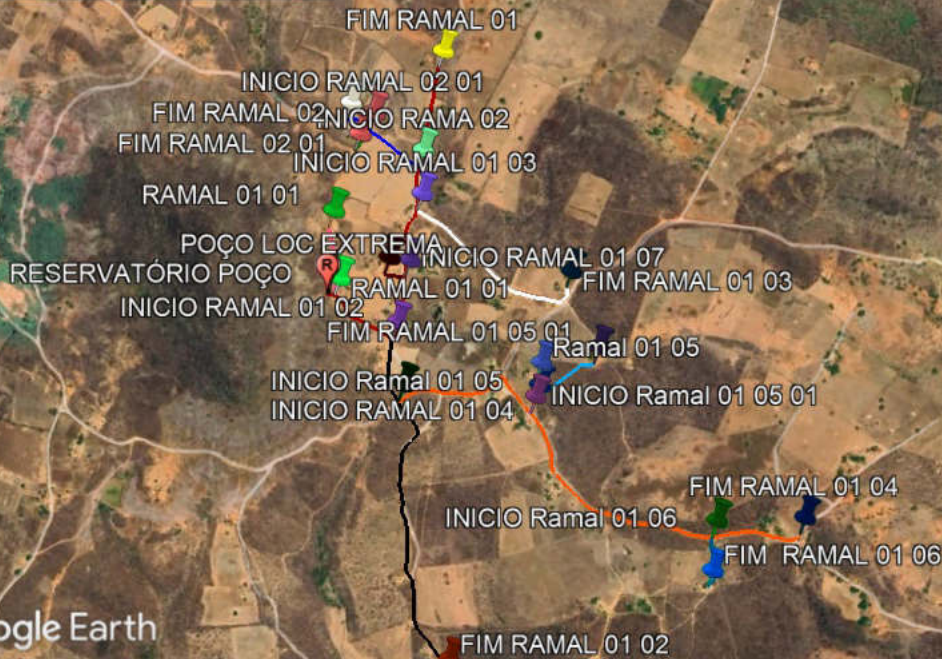 FIM RAMAL 01
INICIO RAMAL 02 01
FIM RAMAL 02
INICIO RAMA 02
FIM RAMAL 02 01
INICIO RAMAL 01 03
RAMAL 01 01
POÇO LOC EXTREMA
INICIO RAMAL 01 07
RESERVATÓRIO POÇO
R
FIM RAMAL 01 03
RAMAL 01 01
INICIO RAMAL 01 02
FIM RAMAL 01 05 01
Ramal 01 05
INICIO Ramal 01 05
INICIO Ramal 01 05 01
INICIO RAMAL 01 04
FIM RAMAL 01 04
INICIO Ramal 01 06
FIM RAMAL 01 06
ogle Earth
FIM RAMAL 01 02